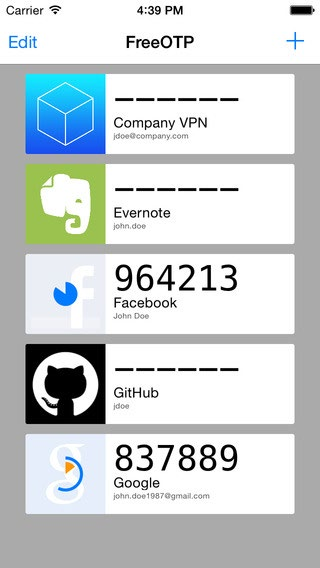 Carrier 4:39 PM
Edit FreeOTP +
––––––
Company VPN
jdoe@company.com
––––––
Evernote
john.doe
964213
Facebook
John Doe
––––––
GitHub
jdoe
837889
Google
john.doe1987@gmail.com